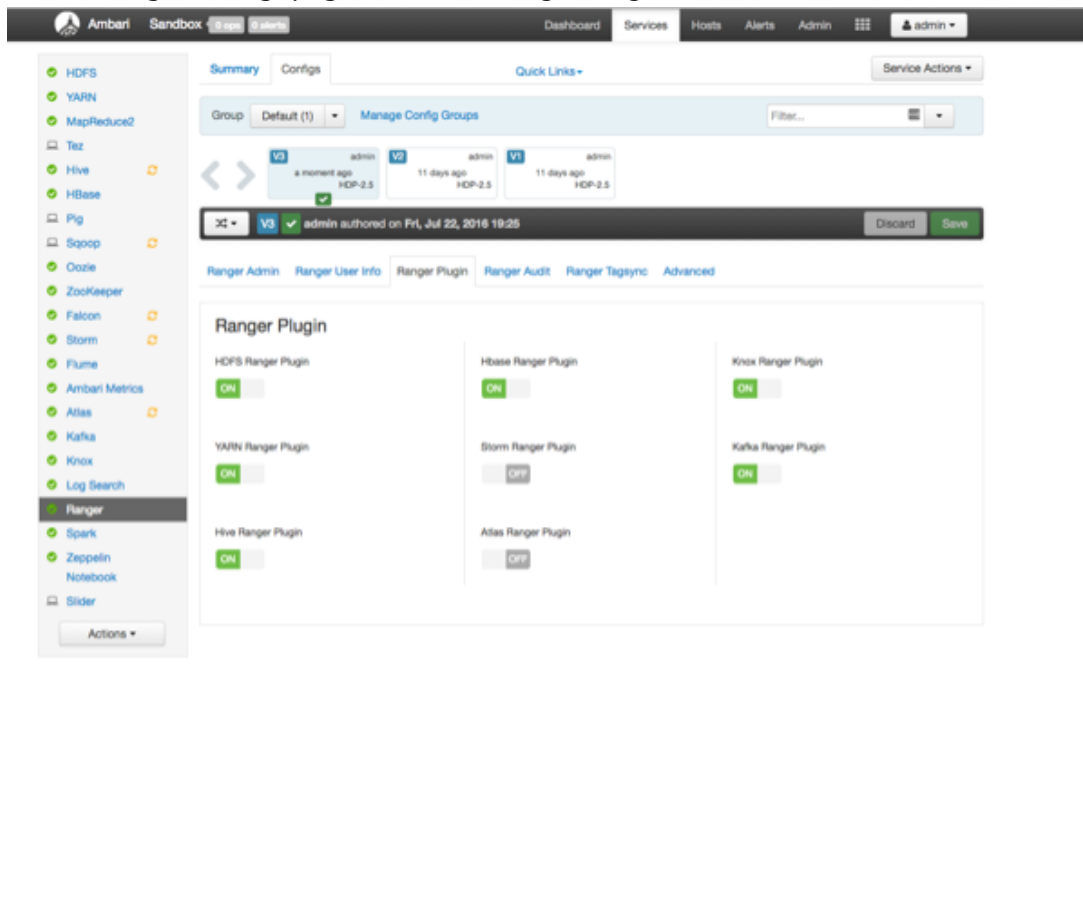 Ambari Sandbox 0 ops 0 alerts Dashboard Services Hosts Alerts Admin admin
HDFS
YARN
MapReduce2
Tez
Hive
HBase
Pig
Sqoop
Oozie
ZooKeeper
Falcon
Storm
Flume
Ambari Metrics
Atlas
Kafka
Knox
Log Search
Ranger
Spark
Zeppelin
Notebook
Slider
Actions
Summary Configs Quick Links Service Actions
Group Default (1) Manage Config Groups Filter...
V3 admin
a moment ago
HDP-2.5
V2 admin
11 days ago
HDP-2.5
V1 admin
11 days ago
HDP-2.5
V3 admin authored on Fri, Jul 22, 2016 19:25 Discard Save
Ranger Admin Ranger User Info Ranger Plugin Ranger Audit Ranger Tagsync Advanced
Ranger Plugin
HDFS Ranger Plugin Hbase Ranger Plugin Knox Ranger Plugin
ON ON ON
YARN Ranger Plugin Storm Ranger Plugin Kafka Ranger Plugin
ON OFF ON
Hive Ranger Plugin Atlas Ranger Plugin
ON OFF